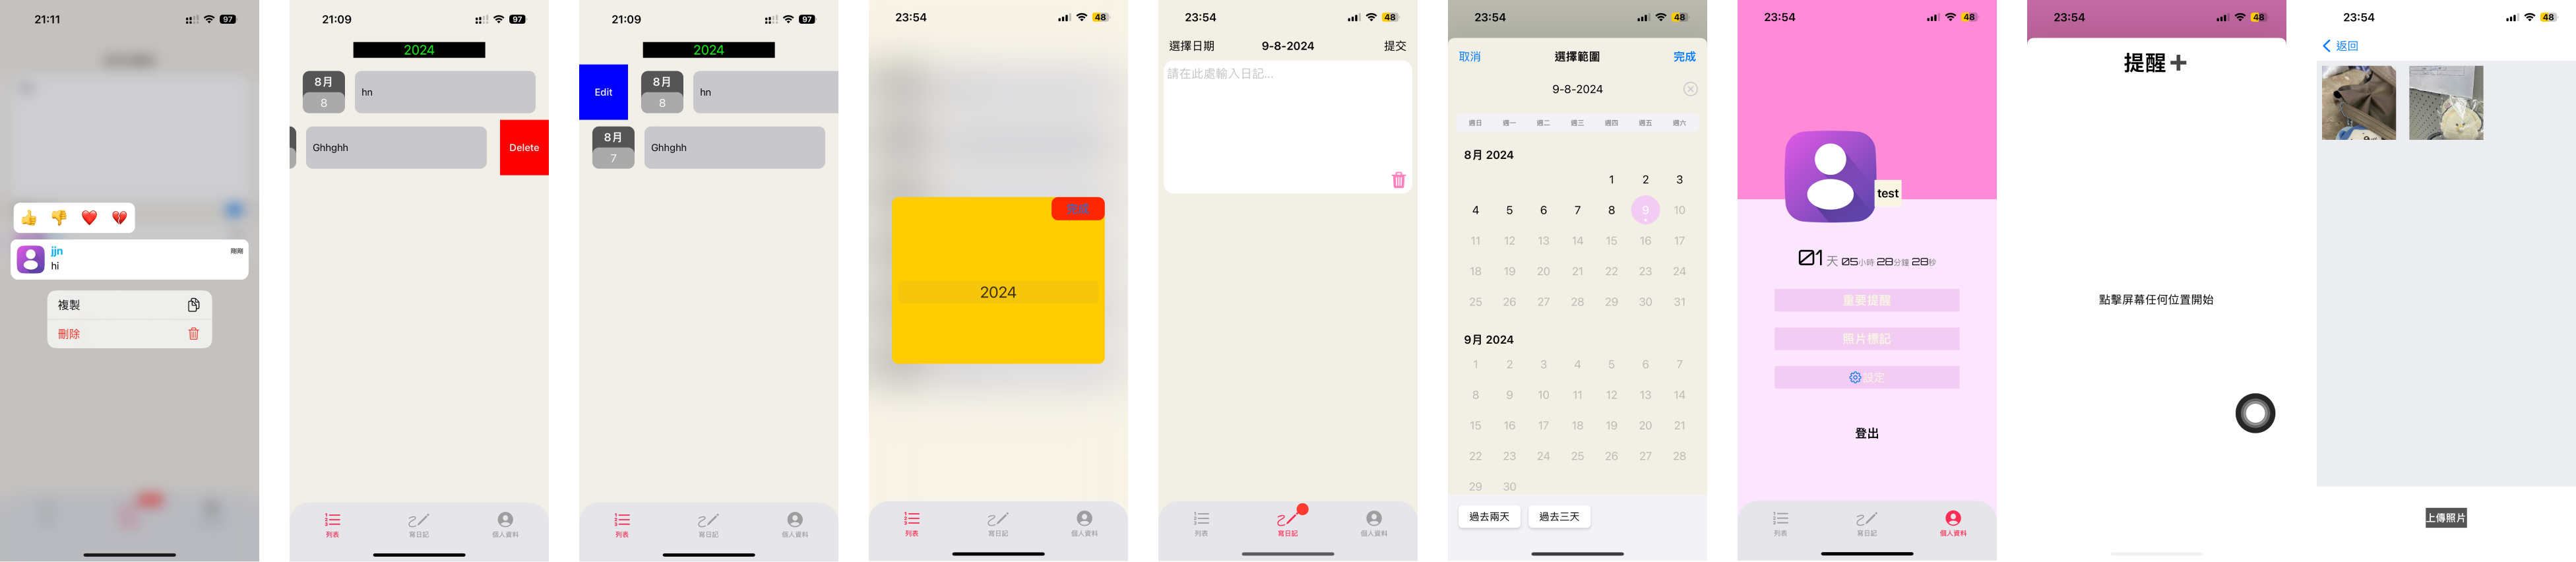 21:11
97
jjn
剛剛
hi
複製
刪除
21:09
97
2024
8月
8
hn
Ghhghh
Delete
列表
寫日記
個人資料
21:09
97
2024
Edit
8月
8
hn
8月
7
Ghhghh
列表
寫日記
個人資料
23:54
48
完成
2024
列表
寫日記
個人資料
23:54
48
選擇日期
9-8-2024
提交
請在此處輸入日記...
列表
寫日記
個人資料
23:54
48
取消
選擇範圍
完成
9-8-2024
週日 週一 週二 週三 週四 週五 週六
8月 2024
1 2 3
4 5 6 7 8 9 10
11 12 13 14 15 16 17
18 19 20 21 22 23 24
25 26 27 28 29 30 31
9月 2024
1 2 3 4 5 6 7
8 9 10 11 12 13 14
15 16 17 18 19 20 21
22 23 24 25 26 27 28
29 30
過去兩天
過去三天
23:54
48
test
01 天 05小時 28分鐘 28秒
重要提醒
照片標記
設定
登出
列表
寫日記
個人資料
23:54
48
提醒
點擊屏幕任何位置開始
23:54
48
返回
上傳照片